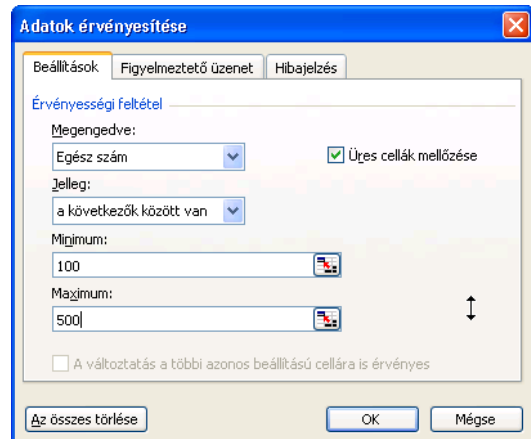 Adatok érvényesítése
Beállítások Figyelmeztető üzenet Hibajelzés
Érvényességi feltétel
Megengedve:
Egész szám Üres cellák mellőzése
Jelleg:
a következők között van
Minimum:
100
Maximum:
500
A változtatás a többi azonos beállítású cellára is érvényes
Az összes törlése OK Mégse